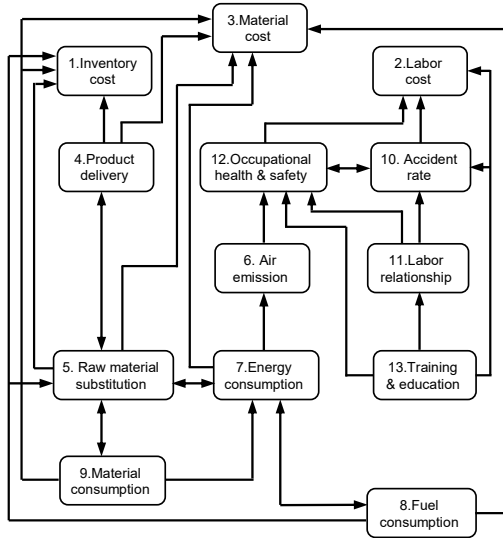 3.Material
cost
1.Inventory
cost
2.Labor
cost
4.Product
delivery
12.Occupational
health & safety
10. Accident
rate
6. Air
emission
11.Labor
relationship
5. Raw material
substitution
7.Energy
consumption
13.Training
& education
9.Material
consumption
8.Fuel
consumption